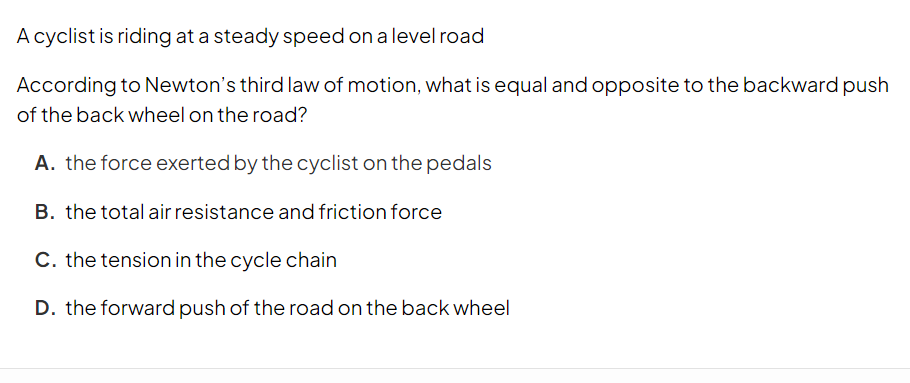 A cyclist is riding at a steady speed on a level road
According to Newton's third law of motion, what is equal and opposite to the backward push
of the back wheel on the road?
A. the force exerted by the cyclist on the pedals
B. the total air resistance and friction force
C. the tension in the cycle chain
D. the forward push of the road on the back wheel